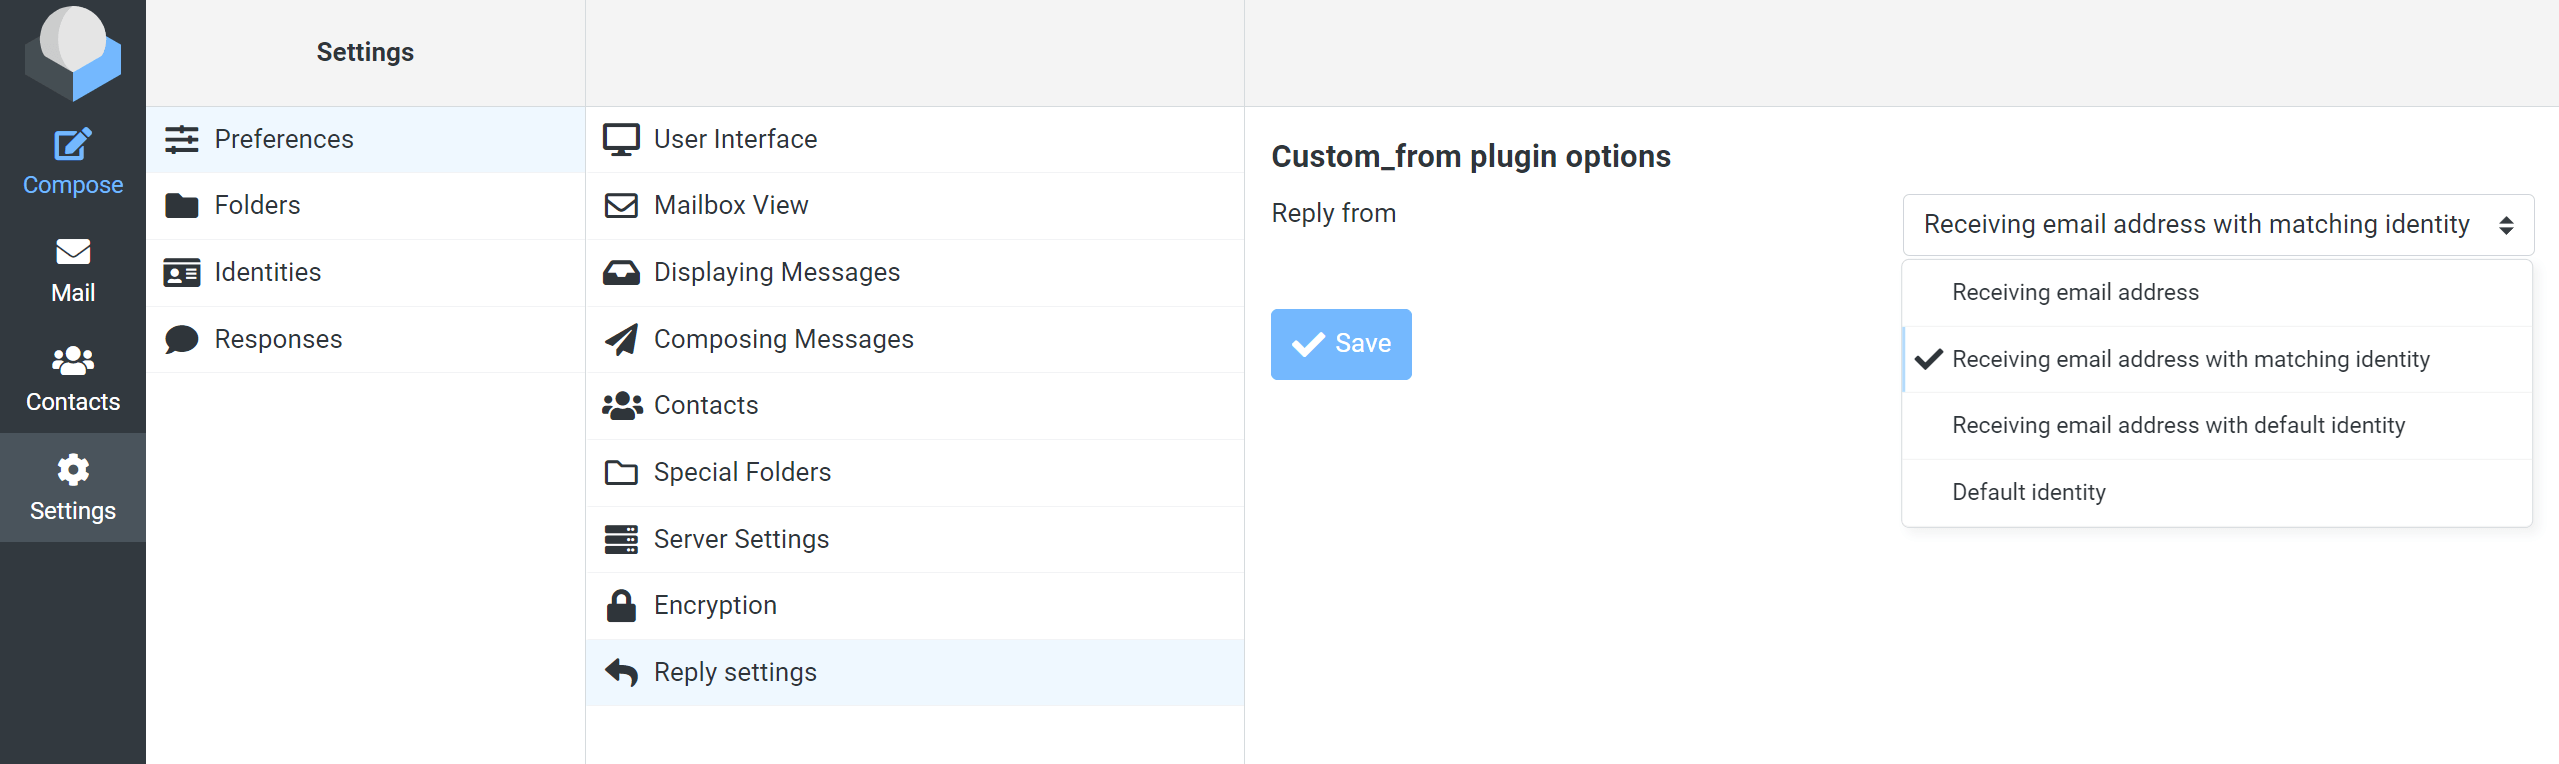 Compose
Mail
Contacts
Settings
Settings
Preferences
Folders
Identities
Responses
User Interface
Mailbox View
Displaying Messages
Composing Messages
Contacts
Special Folders
Server Settings
Encryption
Reply settings
Custom_from plugin options
Reply from
Receiving email address with matching identity
Receiving email address
Receiving email address with matching identity
Receiving email address with default identity
Default identity
Save